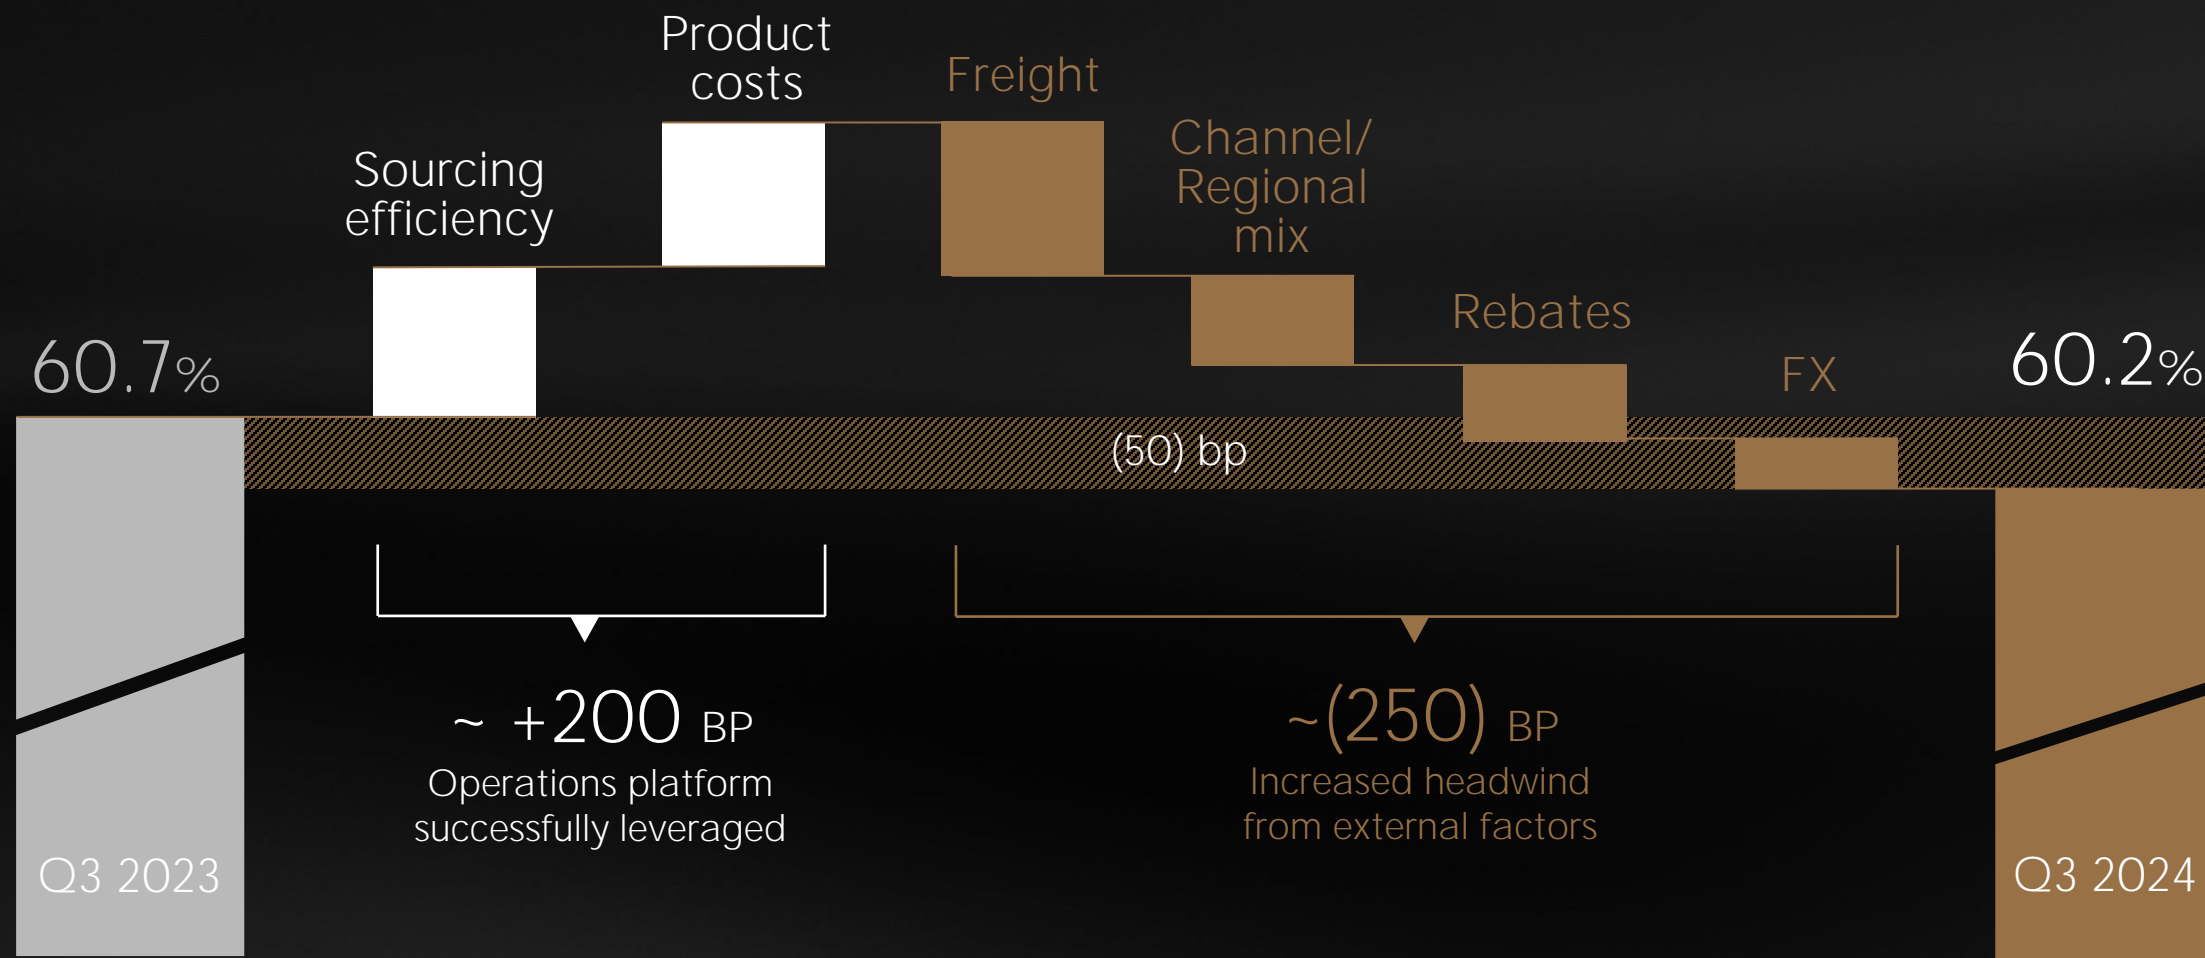 Product
costs
Freight
Channel/
Regional
mix
Sourcing
efficiency
Rebates
FX
60.7%
60.2%
(50) bp
~ +200 BP
Operations platform
successfully leveraged
~(250) BP
Increased headwind
from external factors
Q3 2023
Q3 2024